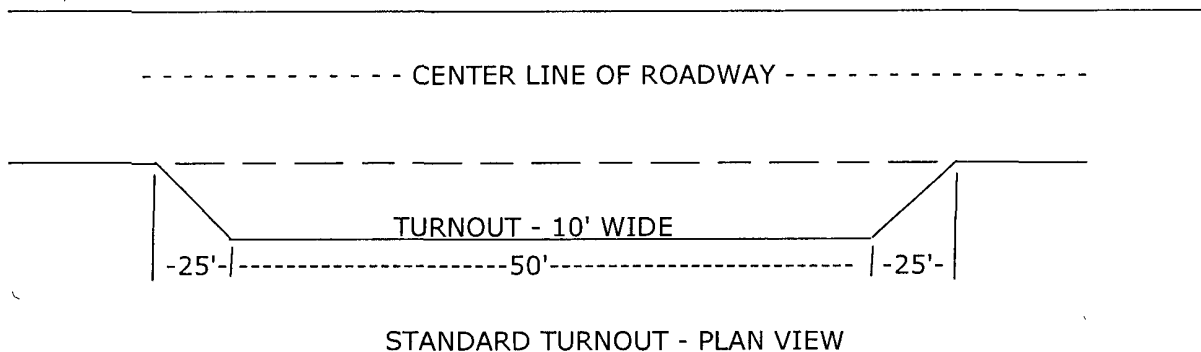 CENTER LINE OF ROADWAY
TURNOUT - 10' WIDE
-25'-|-----------------------50'--------------------------- |-25'-
STANDARD TURNOUT - PLAN VIEW